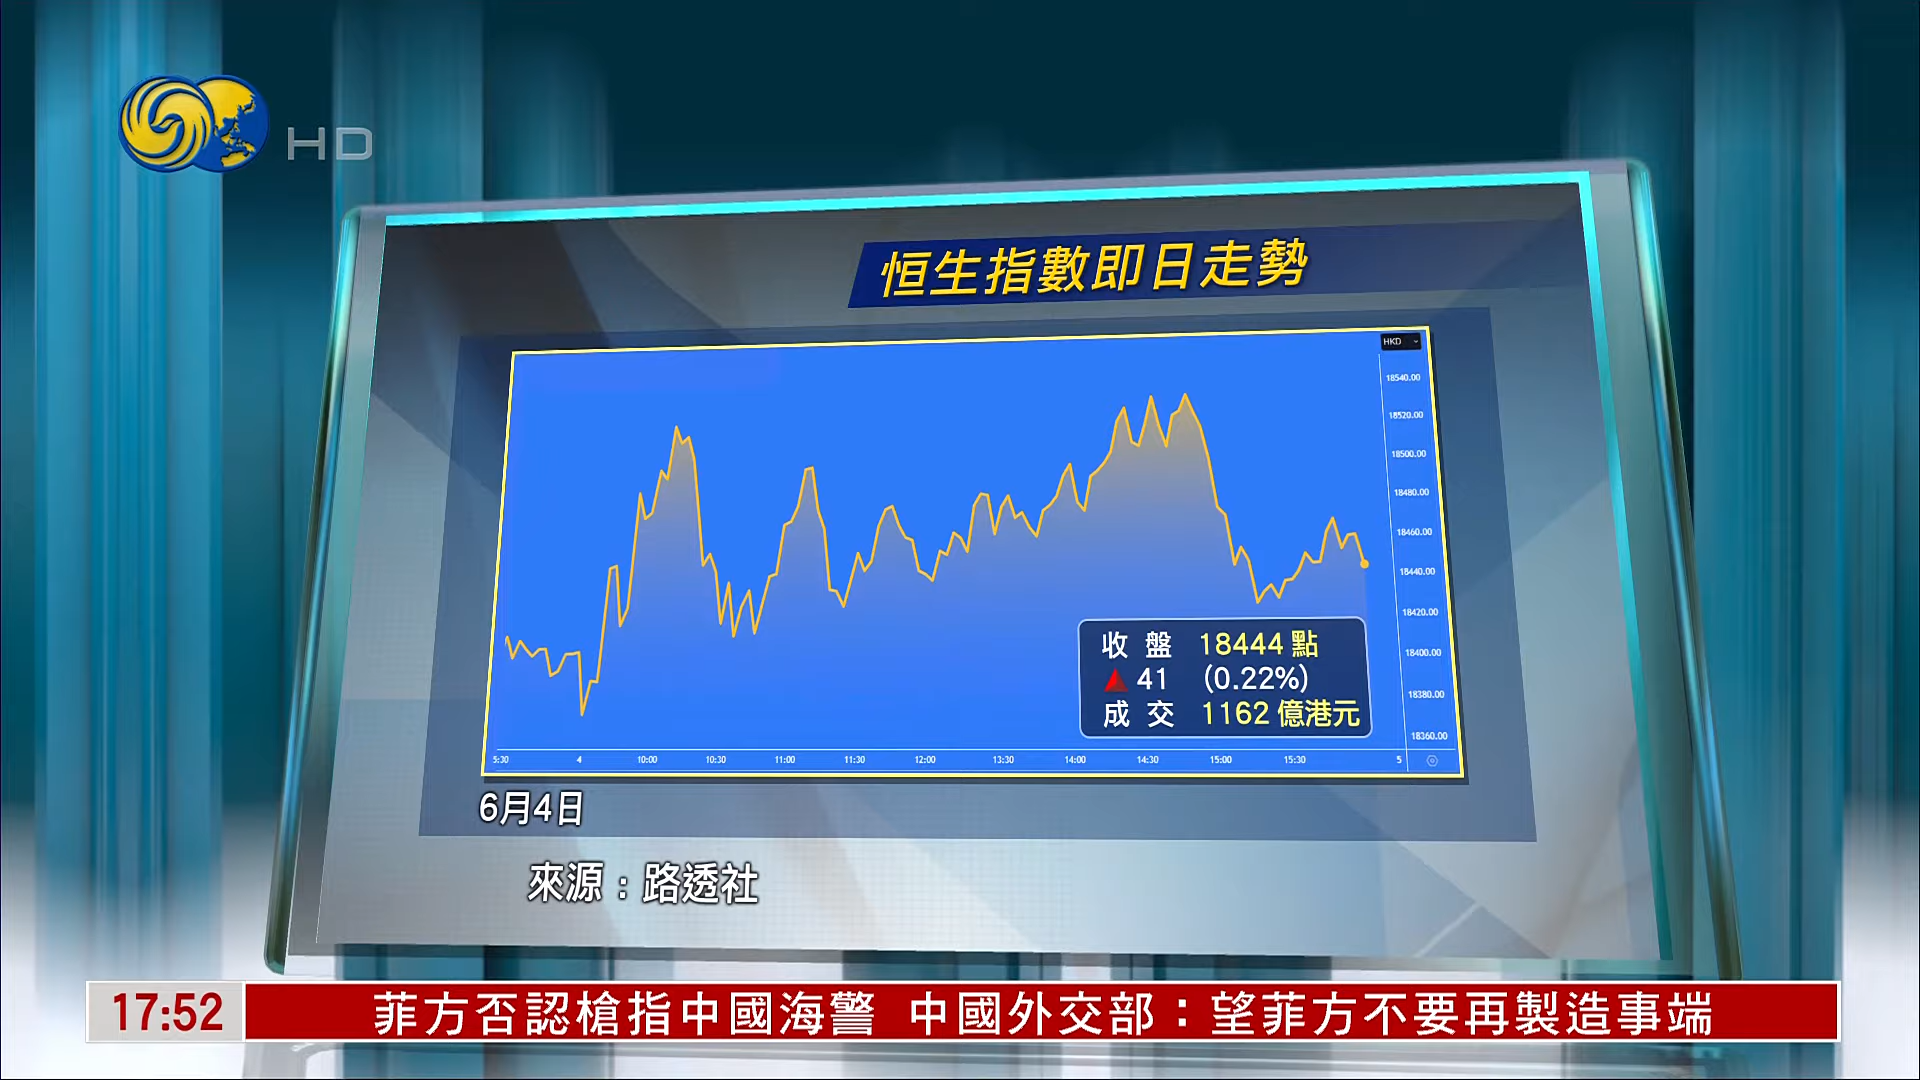 HD
恒生指數即日走勢
HKD
18540.00
18520.00
18500.00
18480.00
18460.00
18440.00
18420.00
18400.00
18380.00
18360.00
收盤 18444點
▲41 (0.22%)
成交 1162億港元
5:30 4 10:00 10:30 11:00 11:30 12:00 13:30 14:00 14:30 15:00 15:30 5
6月4日
來源：路透社
17:52 菲方否認槍指中國海警 中國外交部：望菲方不要再製造事端